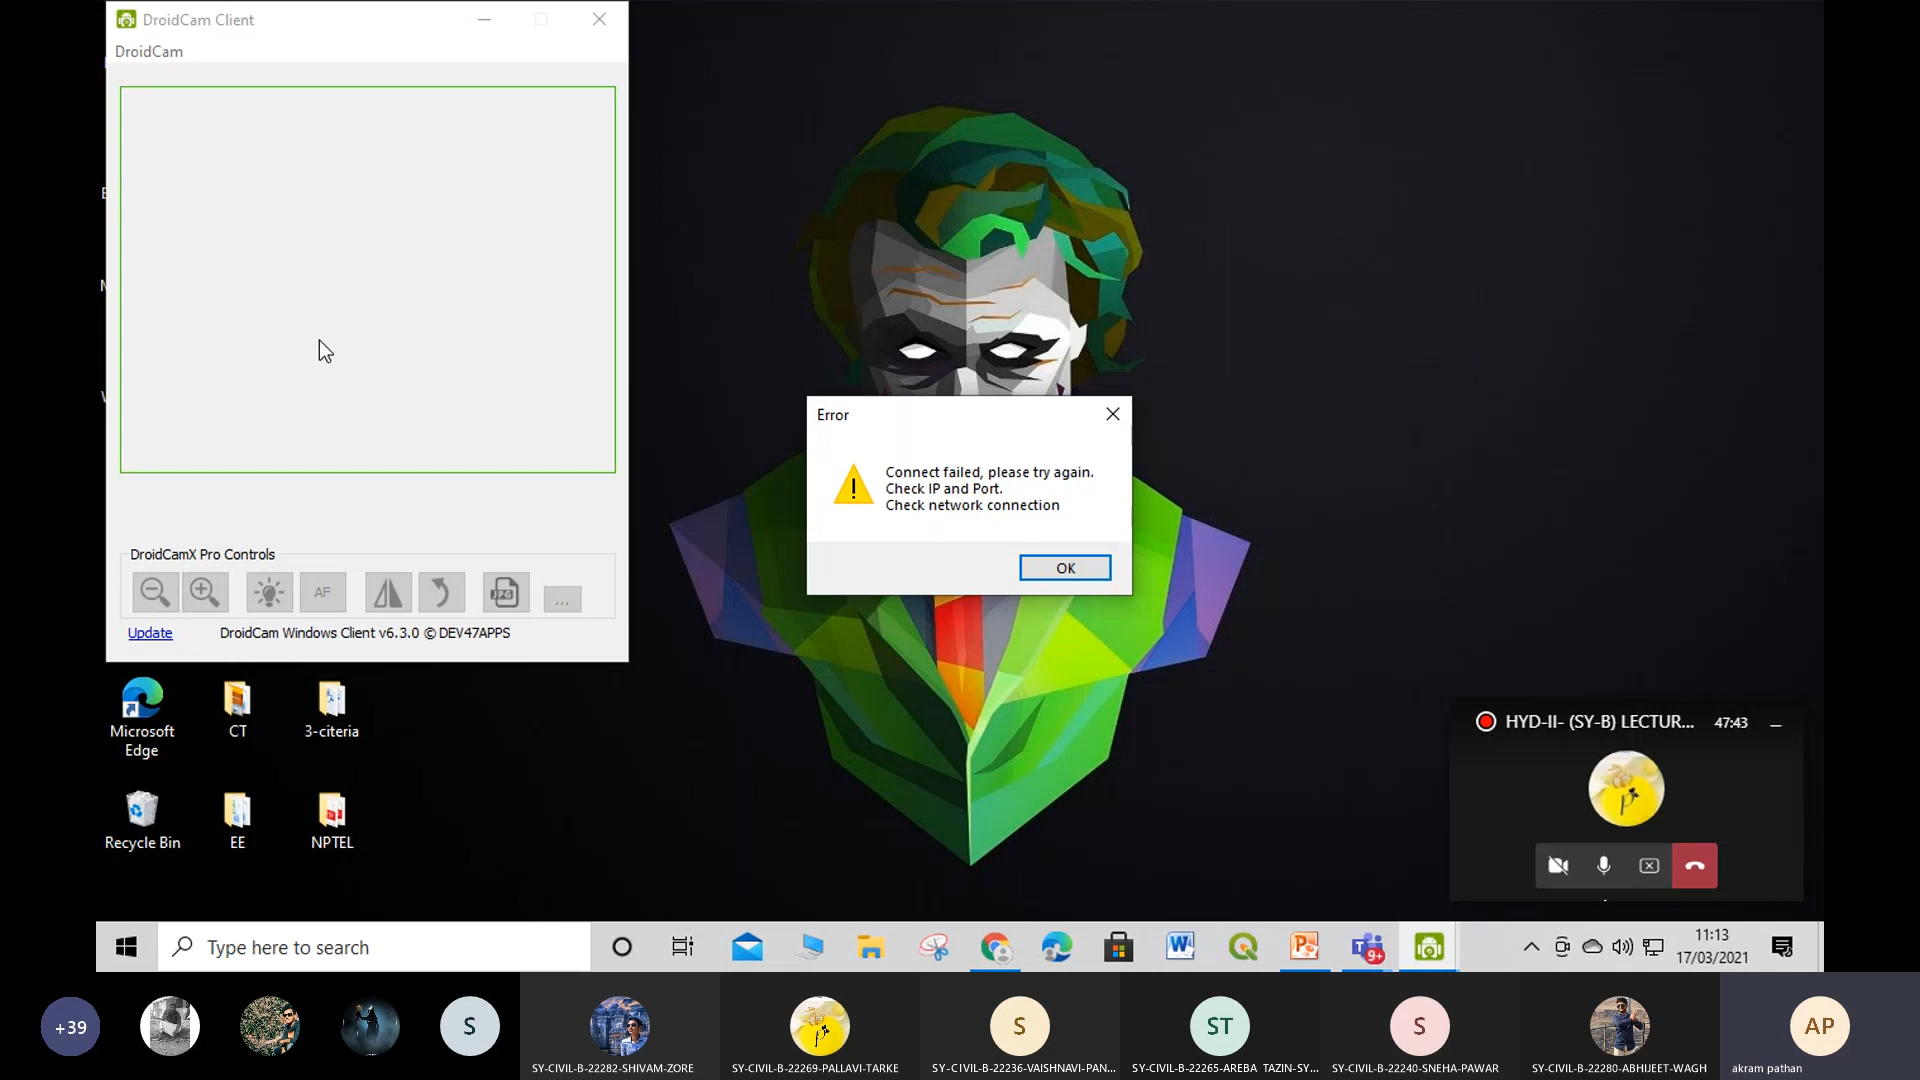 DroidCam Client
DroidCam
E
N
Error
Connect failed, please try again.
Check IP and Port.
Check network connection
OK
DroidCamX Pro Controls
AF
JPG
...
Update
DroidCam Windows Client v6.3.0 © DEV47APPS
Microsoft
Edge
CT
3-citeria
Recycle Bin
EE
NPTEL
HYD-II- (SY-B) LECTUR...
47:43
Type here to search
9+
11:13
17/03/2021
+39
S
S
ST
S
AP
SY-CIVIL-B-22282-SHIVAM-ZORE
SY-CIVIL-B-22269-PALLAVI-TARKE
SY-CIVIL-B-22236-VAISHNAVI-PAN...
SY-CIVIL-B-22265-AREBA TAZIN-SY...
SY-CIVIL-B-22240-SNEHA-PAWAR
SY-CIVIL-B-22280-ABHIJEET-WAGH
akram pathan